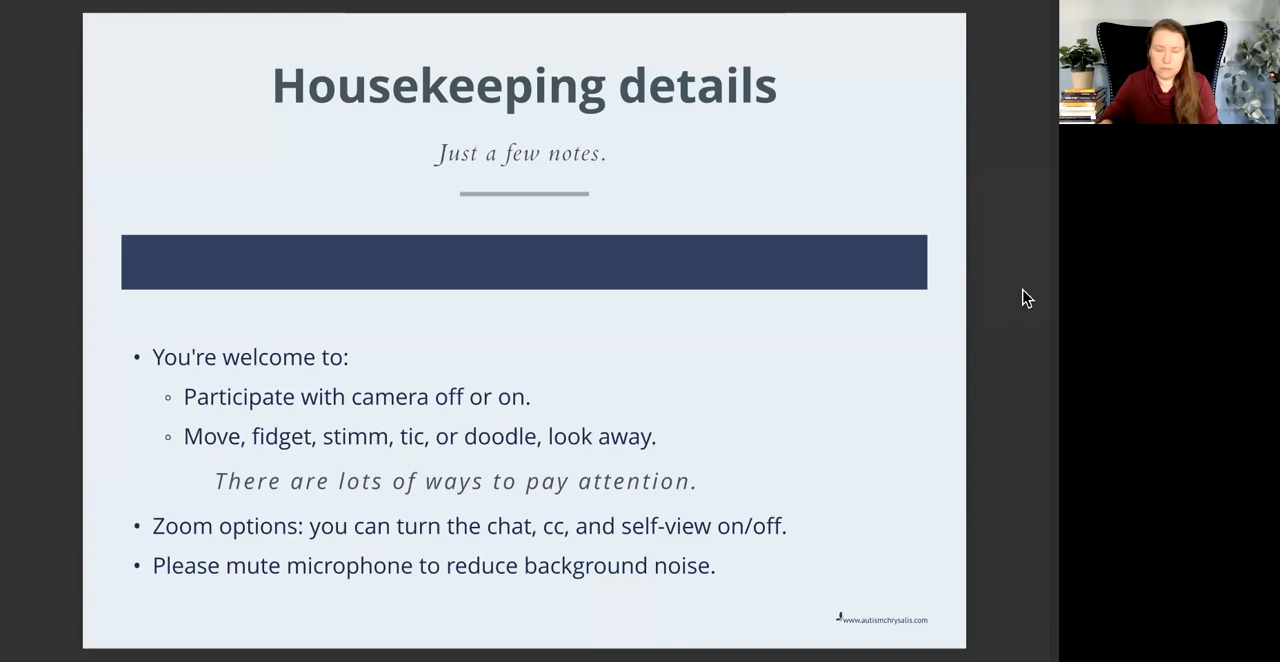 Housekeeping details
Just a few notes.
• You're welcome to:
◦ Participate with camera off or on.
◦ Move, fidget, stimm, tic, or doodle, look away.
There are lots of ways to pay attention.
• Zoom options: you can turn the chat, cc, and self-view on/off.
• Please mute microphone to reduce background noise.
www.autismchrysalis.com